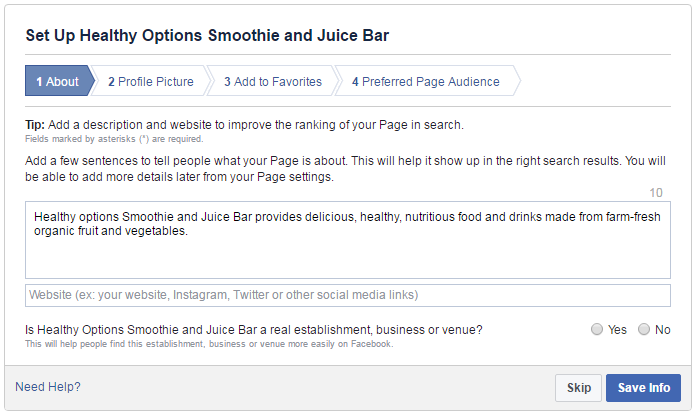 Set Up Healthy Options Smoothie and Juice Bar
1 About 2 Profile Picture 3 Add to Favorites 4 Preferred Page Audience
Tip: Add a description and website to improve the ranking of your Page in search.
Fields marked by asterisks (*) are required.
Add a few sentences to tell people what your Page is about. This will help it show up in the right search results. You will
be able to add more details later from your Page settings.
10
Healthy options Smoothie and Juice Bar provides delicious, healthy, nutritious food and drinks made from farm-fresh
organic fruit and vegetables.
Website (ex: your website, Instagram, Twitter or other social media links)
Is Healthy Options Smoothie and Juice Bar a real establishment, business or venue? Yes No
This will help people find this establishment, business or venue more easily on Facebook.
Need Help? Skip Save Info